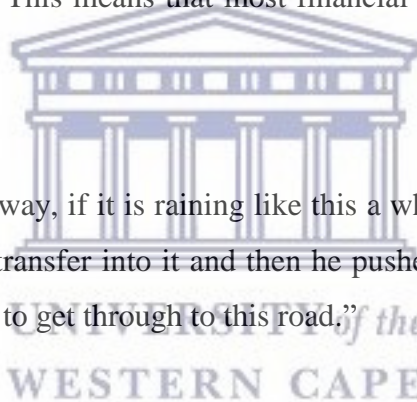 This means that most financial
way, if it is raining like this a wh
transfer into it and then he pushe
to get through to this road.”
UNIVERSITY of the
WESTERN CAPE